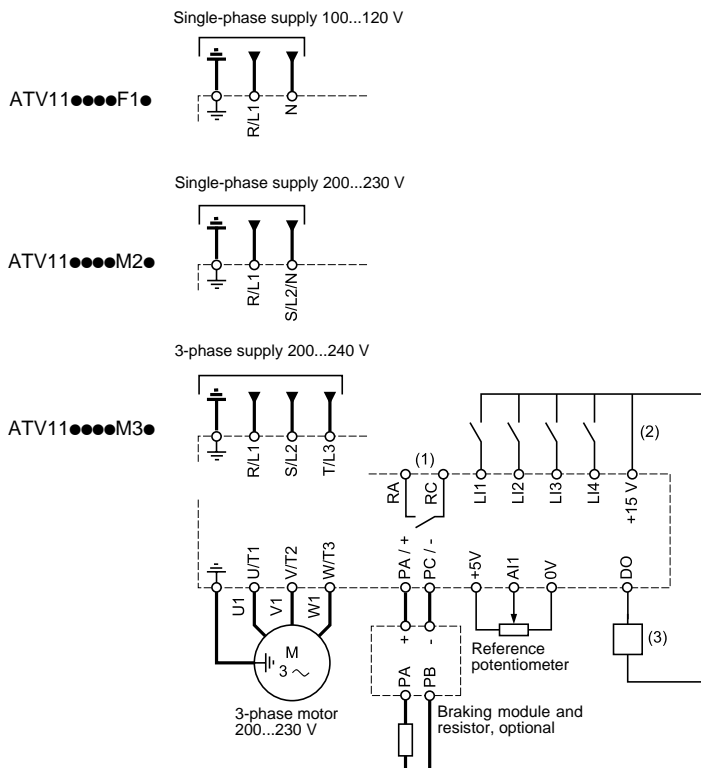 Single-phase supply 100...120 V
ATV11●●●●F1●
R/L1
N
Single-phase supply 200...230 V
ATV11●●●●M2●
R/L1
S/L2/N
3-phase supply 200...240 V
ATV11●●●●M3●
R/L1
S/L2
T/L3
(1)
(2)
RA
RC
LI1
LI2
LI3
LI4
+15 V
U/T1
V/T2
W/T3
PA / +
PC / -
+5V
AI1
0V
DO
U1
V1
W1
+
-
(3)
M
3 ~
Reference
potentiometer
PA
PB
3-phase motor
200...230 V
Braking module and
resistor, optional